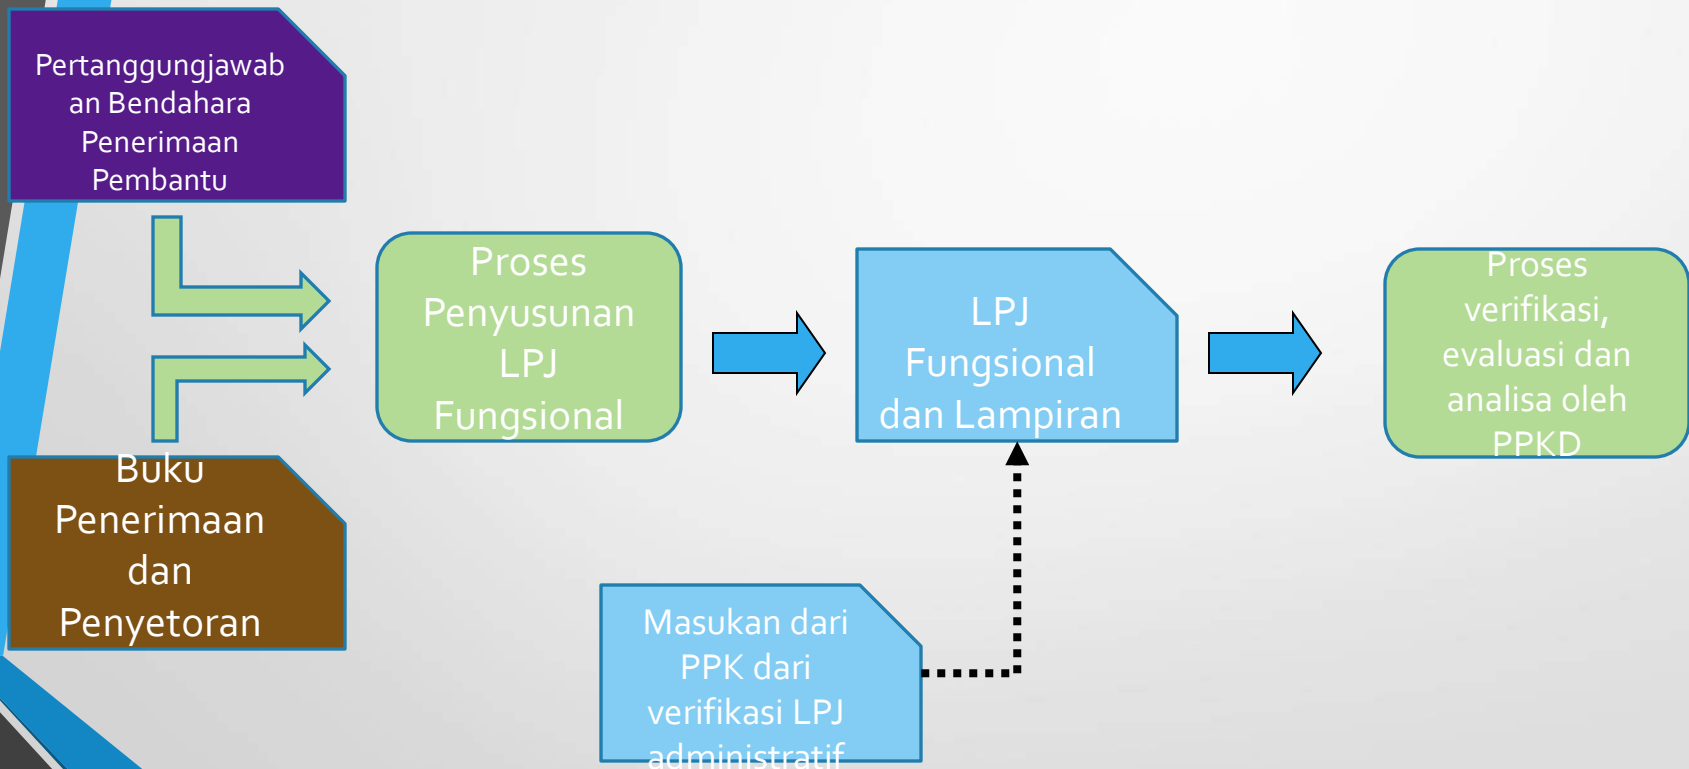 Pertanggungjawab
an Bendahara
Penerimaan
Pembantu
Buku
Penerimaan
dan
Penyetoran
Proses
Penyusunan
LPJ
Fungsional
LPJ
Fungsional
dan Lampiran
Masukan dari
PPK dari
verifikasi LPJ
administratif
Proses
verifikasi,
evaluasi dan
analisa oleh
PPKD